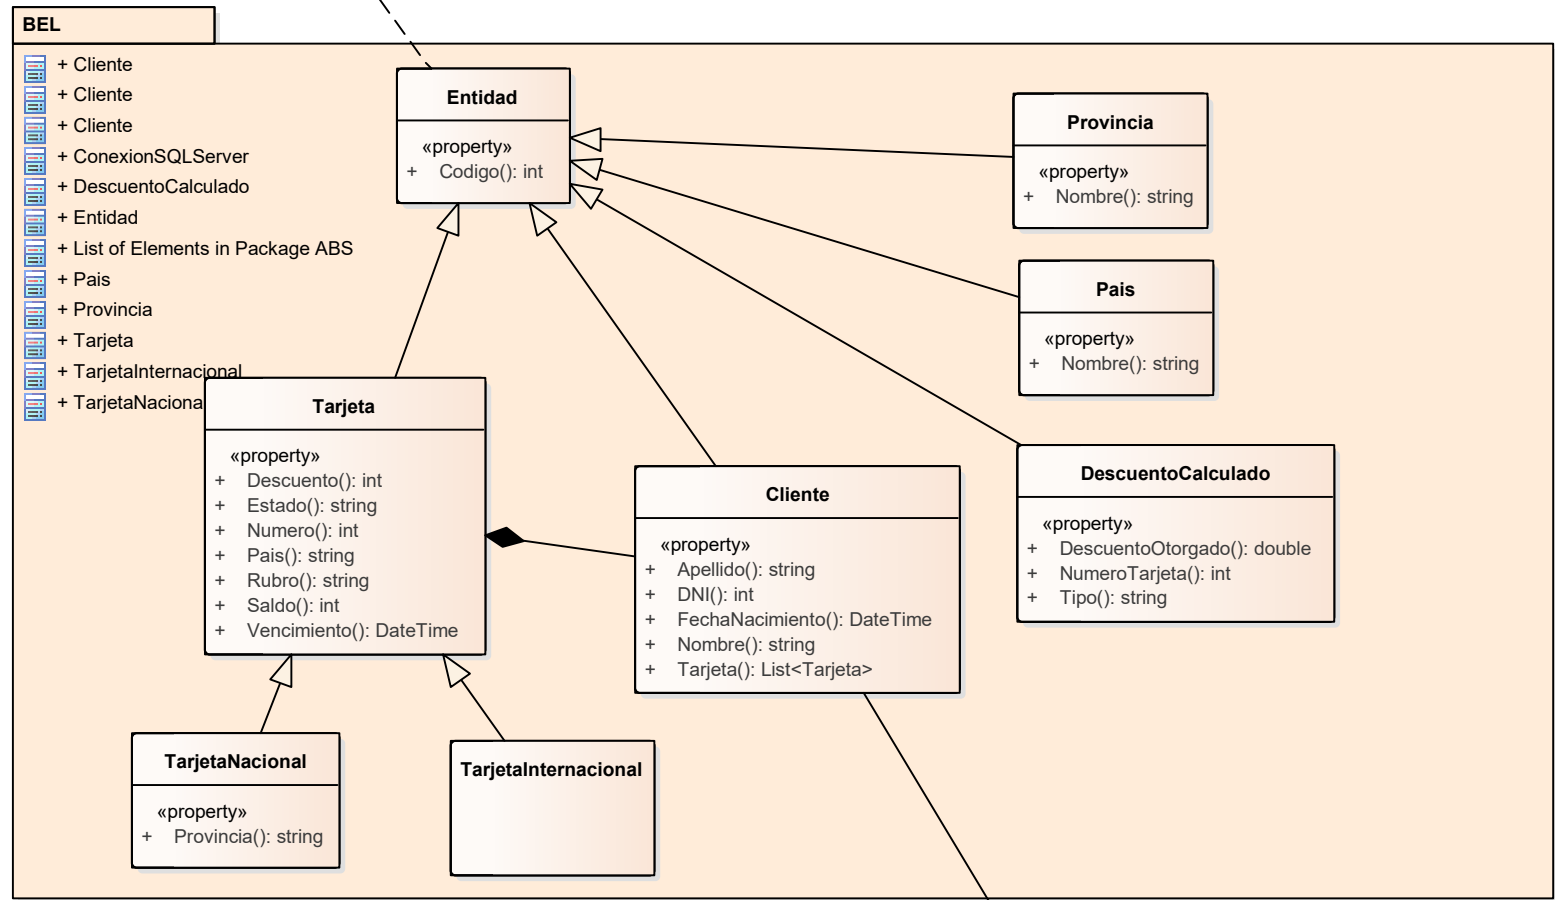 BEL
+ Cliente
+ Cliente
+ Cliente
+ ConexionSQLServer
+ DescuentoCalculado
+ Entidad
+ List of Elements in Package ABS
+ Pais
+ Provincia
+ Tarjeta
+ TarjetaInternacional
+ TarjetaNaciona
Entidad
«property»
+ Codigo(): int
Provincia
«property»
+ Nombre(): string
Pais
«property»
+ Nombre(): string
Tarjeta
«property»
+ Descuento(): int
+ Estado(): string
+ Numero(): int
+ Pais(): string
+ Rubro(): string
+ Saldo(): int
+ Vencimiento(): DateTime
Cliente
«property»
+ Apellido(): string
+ DNI(): int
+ FechaNacimiento(): DateTime
+ Nombre(): string
+ Tarjeta(): List<Tarjeta>
DescuentoCalculado
«property»
+ DescuentoOtorgado(): double
+ NumeroTarjeta(): int
+ Tipo(): string
TarjetaNacional
«property»
+ Provincia(): string
TarjetaInternacional